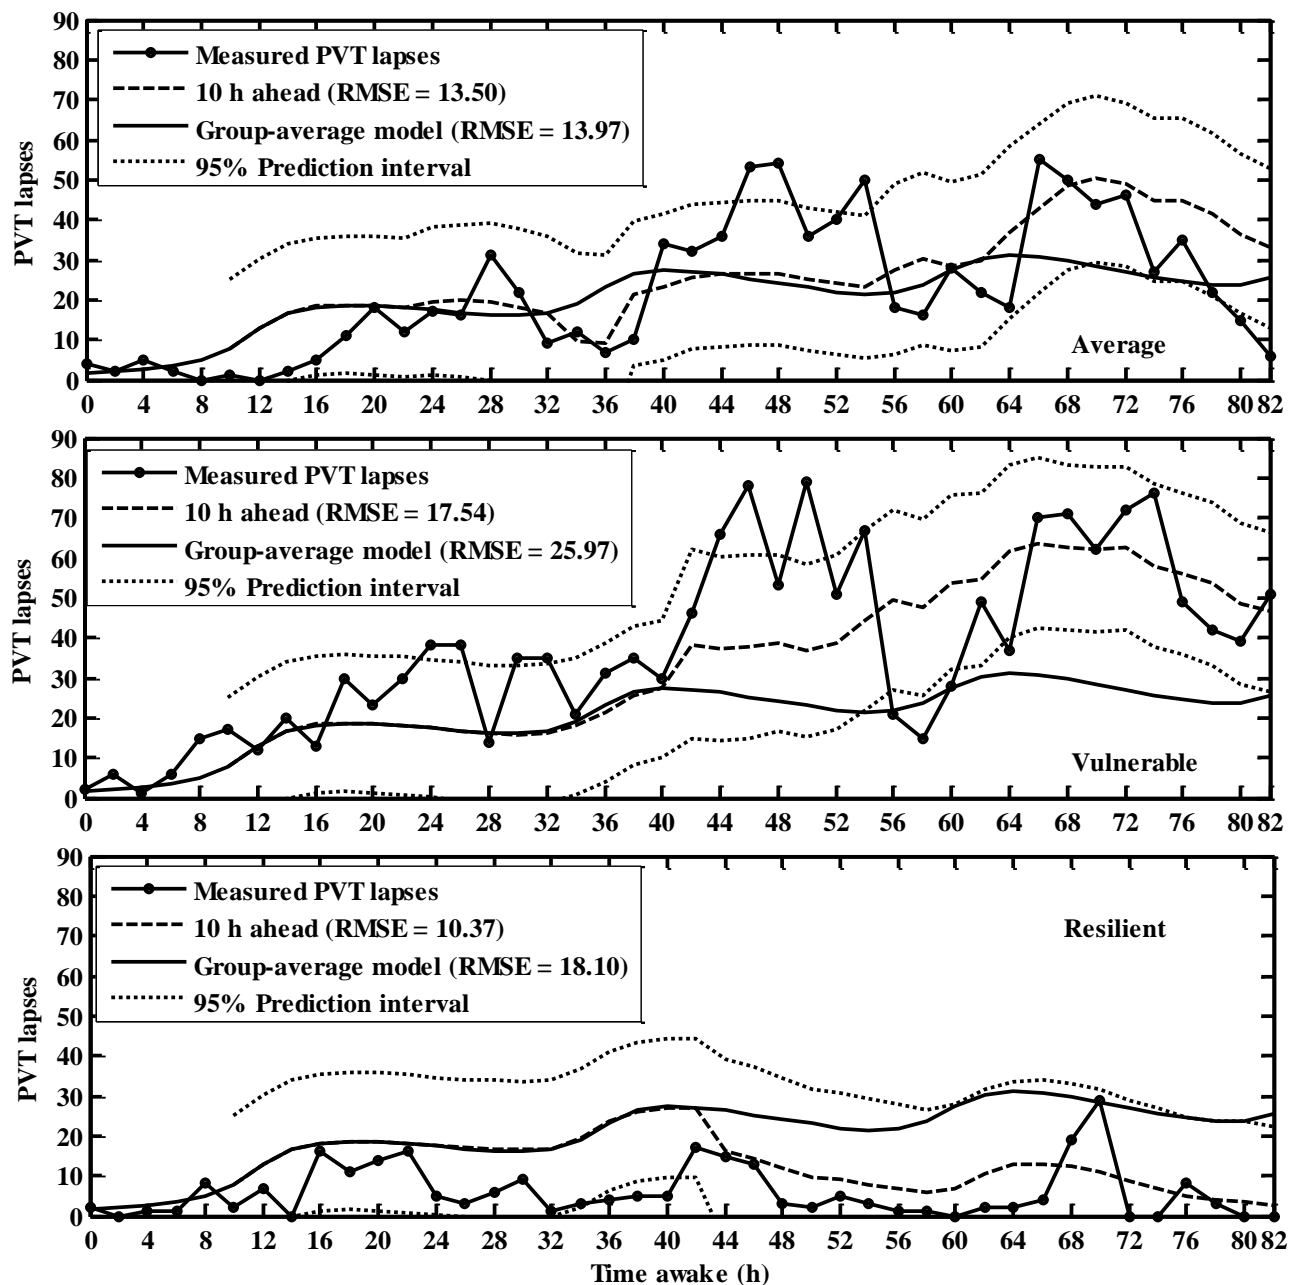 90
80
70
60
50
40
30
20
10
0
PVT lapses
Measured PVT lapses
10 h ahead (RMSE = 13.50)
Group-average model (RMSE = 13.97)
95% Prediction interval
Average
0 4 8 12 16 20 24 28 32 36 40 44 48 52 56 60 64 68 72 76 80 82
90
80
70
60
50
40
30
20
10
0
PVT lapses
Measured PVT lapses
10 h ahead (RMSE = 17.54)
Group-average model (RMSE = 25.97)
95% Prediction interval
Vulnerable
0 4 8 12 16 20 24 28 32 36 40 44 48 52 56 60 64 68 72 76 80 82
90
80
70
60
50
40
30
20
10
0
PVT lapses
Measured PVT lapses
10 h ahead (RMSE = 10.37)
Group-average model (RMSE = 18.10)
95% Prediction interval
Resilient
0 4 8 12 16 20 24 28 32 36 40 44 48 52 56 60 64 68 72 76 80 82
Time awake (h)